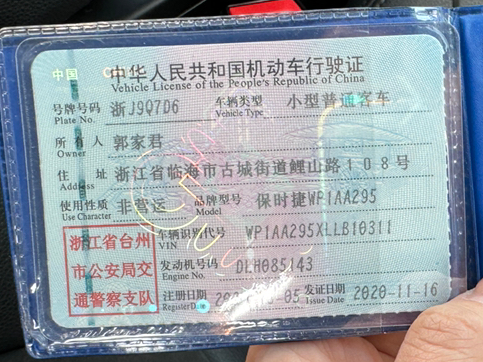 中国 CHINA
中华人民共和国机动车行驶证
Vehicle License of the People's Republic of China
号牌号码 浙J9Q7D6 车辆类型 小型普通客车
Plate No. Vehicle Type
所有人 郭家君
Owner
住址 浙江省临海市古城街道鲤山路108号
Address
使用性质 非营运 品牌型号 保时捷WP1AA295
Use Character Model
浙江省台州
市公安局交
通警察支队
车辆识别代号 WP1AA295XLLB10311
VIN
发动机号码 DLH085143
Engine No.
注册日期 发证日期 2020-11-16
Register Date Issue Date